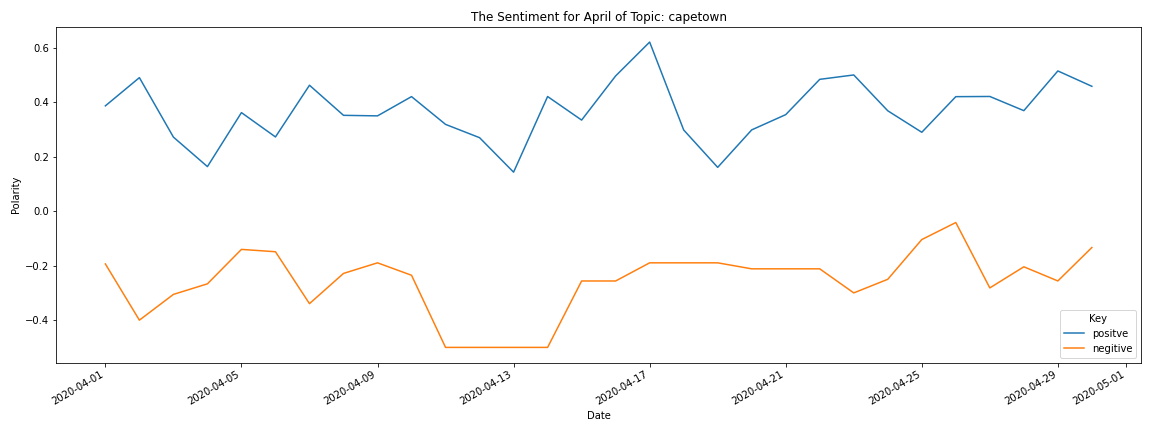 The Sentiment for April of Topic: capetown
0.6
0.4
0.2
0.0
−0.2
−0.4
Polarity
Key
positve
negitive
2020-04-01
2020-04-05
2020-04-09
2020-04-13
2020-04-17
2020-04-21
2020-04-25
2020-04-29
2020-05-01
Date